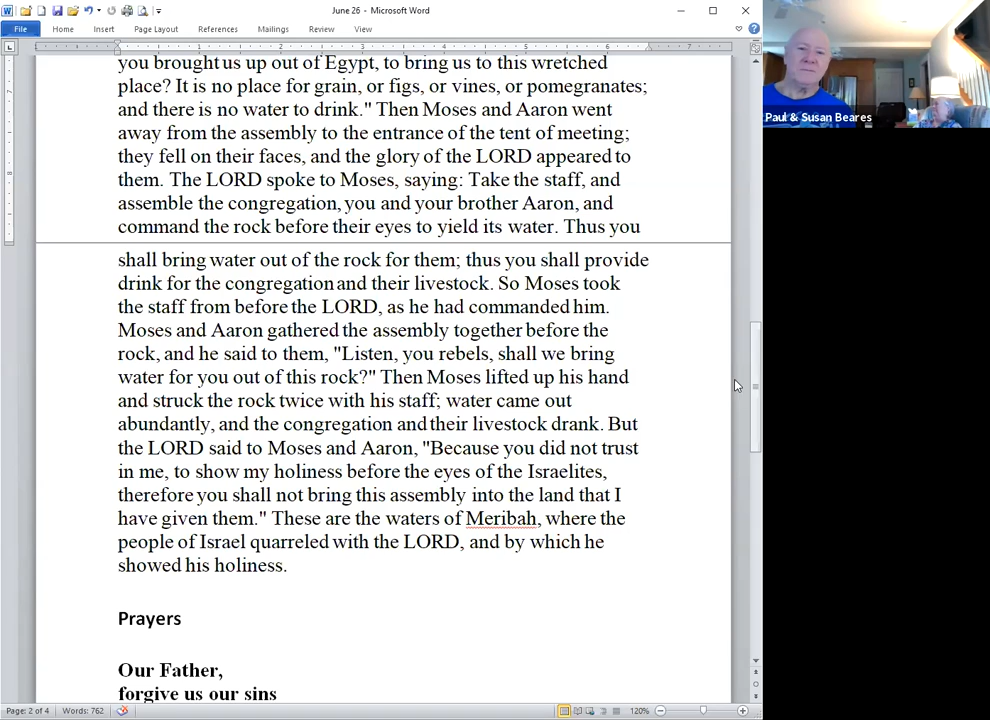 June 26 - Microsoft Word
File Home Insert Page Layout References Mailings Review View
you brought us up out of Egypt, to bring us to this wretched
place? It is no place for grain, or figs, or vines, or pomegranates;
and there is no water to drink." Then Moses and Aaron went
away from the assembly to the entrance of the tent of meeting;
they fell on their faces, and the glory of the LORD appeared to
them. The LORD spoke to Moses, saying: Take the staff, and
assemble the congregation, you and your brother Aaron, and
command the rock before their eyes to yield its water. Thus you
shall bring water out of the rock for them; thus you shall provide
drink for the congregation and their livestock. So Moses took
the staff from before the LORD, as he had commanded him.
Moses and Aaron gathered the assembly together before the
rock, and he said to them, "Listen, you rebels, shall we bring
water for you out of this rock?" Then Moses lifted up his hand
and struck the rock twice with his staff; water came out
abundantly, and the congregation and their livestock drank. But
the LORD said to Moses and Aaron, "Because you did not trust
in me, to show my holiness before the eyes of the Israelites,
therefore you shall not bring this assembly into the land that I
have given them." These are the waters of Meribah, where the
people of Israel quarreled with the LORD, and by which he
showed his holiness.
Prayers
Our Father,
forgive us our sins
Page: 2 of 4 Words: 762 120%
Paul & Susan Beares